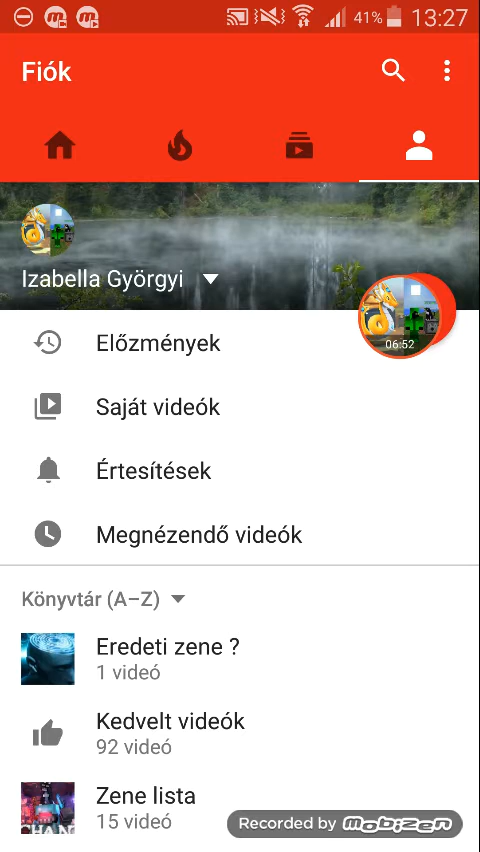 41% 13:27
Fiók
Izabella Györgyi
06:52
Előzmények
Saját videók
Értesítések
Megnézendő videók
Könyvtár (A–Z)
Eredeti zene ?
1 videó
Kedvelt videók
92 videó
Zene lista
15 videó
Recorded by mobizen